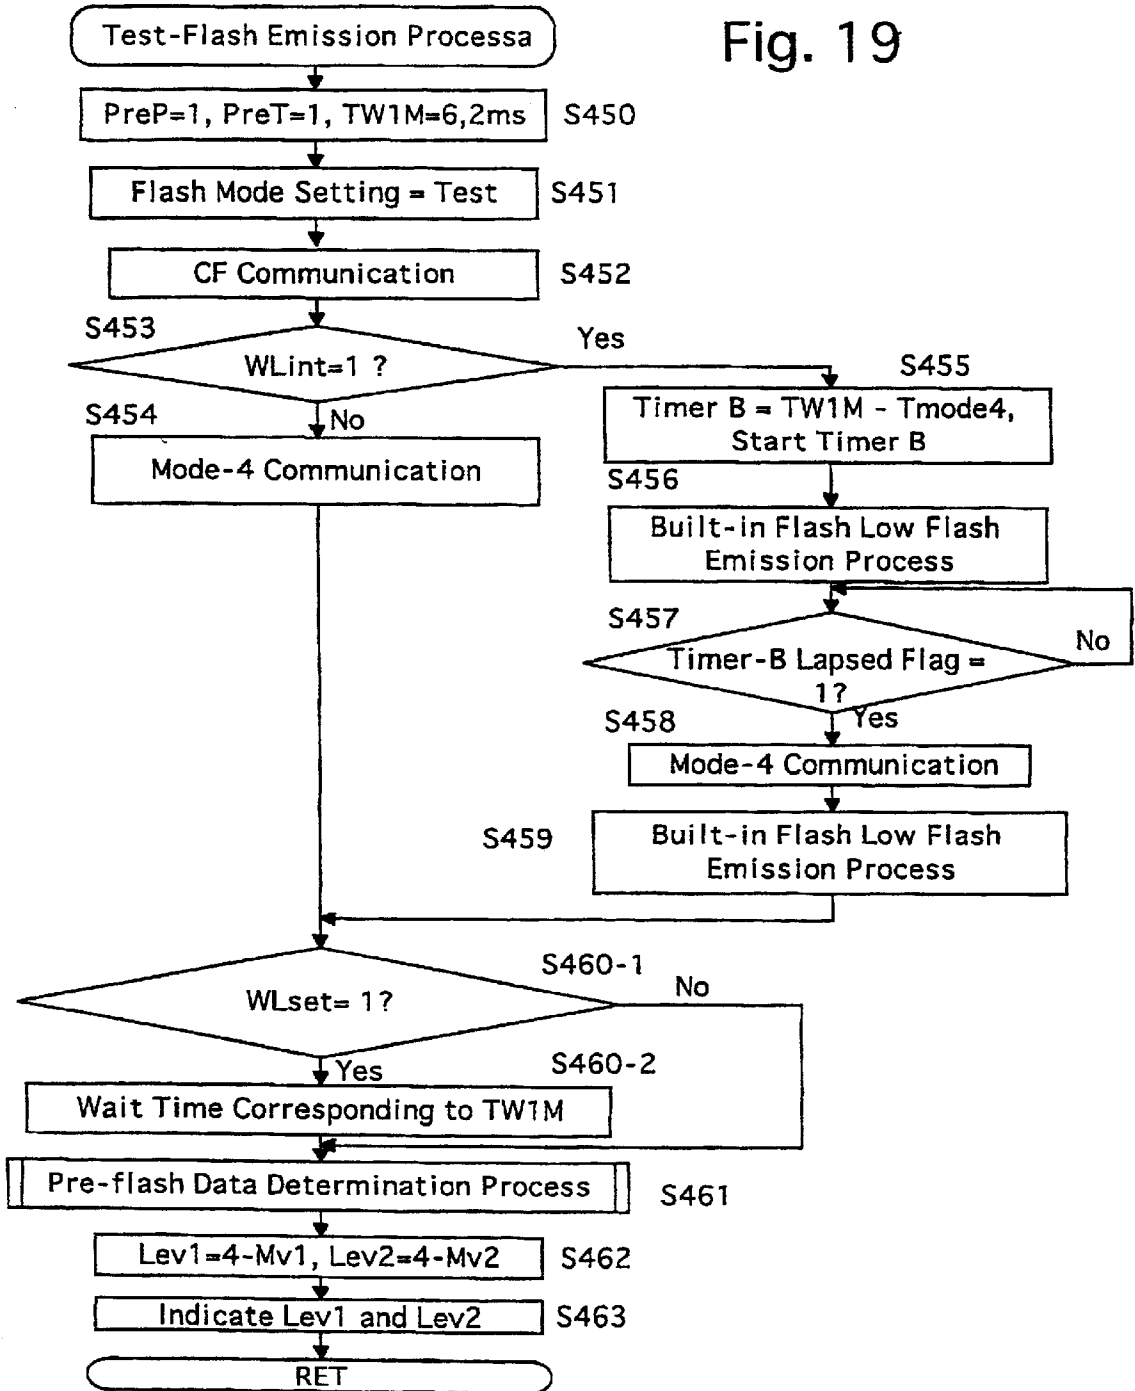 Fig. 19
Test-Flash Emission Processa
PreP=1, PreT=1, TW1M=6,2ms
S450
Flash Mode Setting = Test
S451
CF Communication
S452
S453
WLint=1 ?
Yes
No
S454
Mode-4 Communication
S455
Timer B = TW1M - Tmode4,
Start Timer B
S456
Built-in Flash Low Flash
Emission Process
S457
Timer-B Lapsed Flag =
1?
No
Yes
S458
Mode-4 Communication
S459
Built-in Flash Low Flash
Emission Process
S460-1
WLset= 1?
No
Yes
S460-2
Wait Time Corresponding to TW1M
Pre-flash Data Determination Process
S461
Lev1=4-Mv1, Lev2=4-Mv2
S462
Indicate Lev1 and Lev2
S463
RET